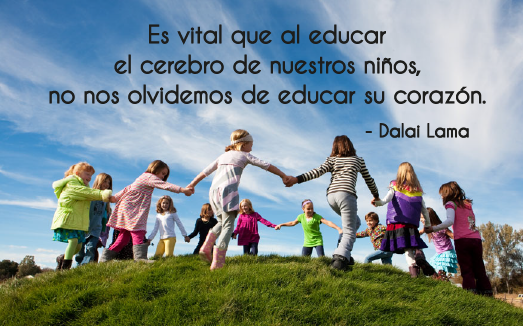 Es vital que al educar
el cerebro de nuestros niños,
no nos olvidemos de educar su corazón.
- Dalai Lama